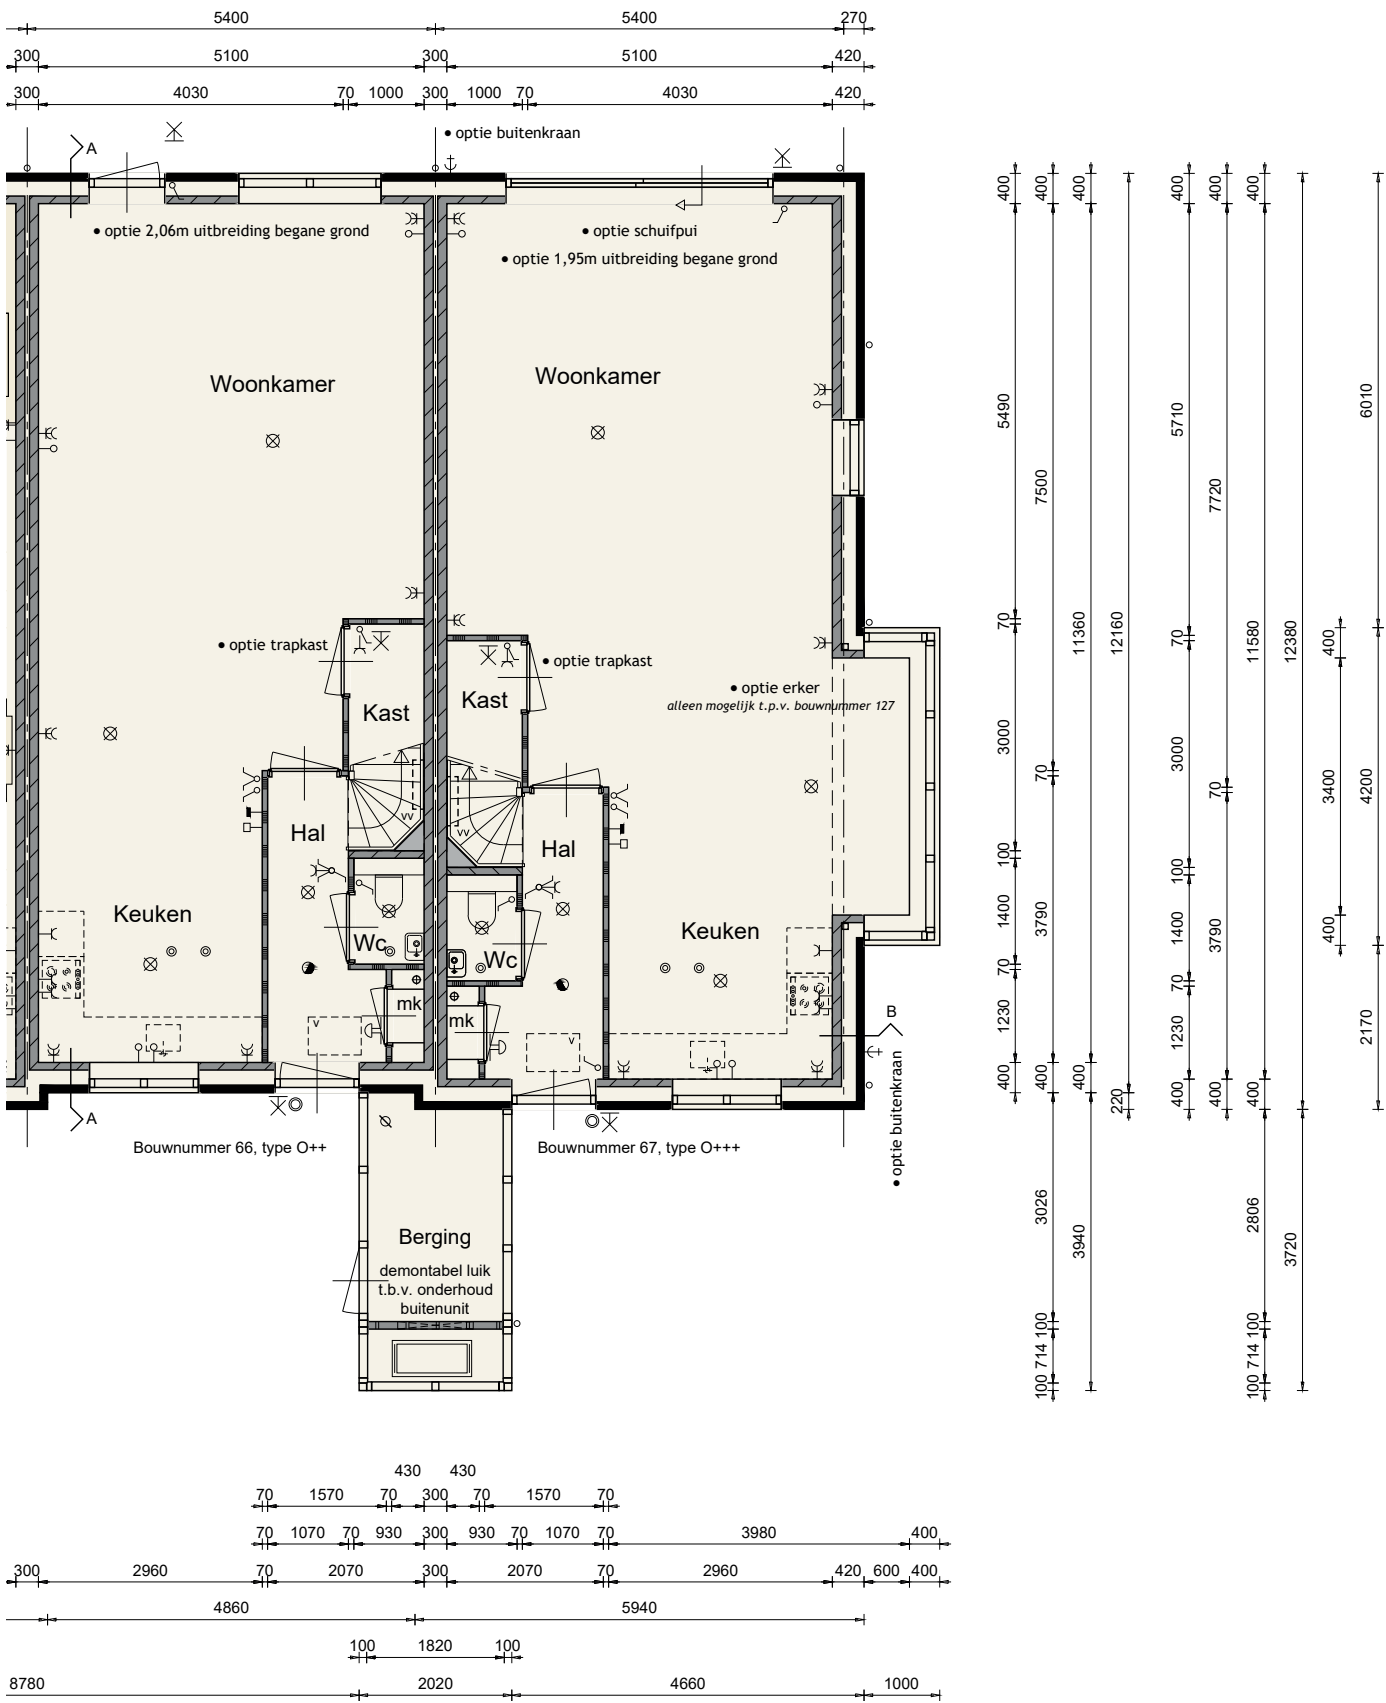 5400 5400 270
300 5100 300 5100 420
300 4030 70 1000 300 1000 70 4030 420
• optie buitenkraan
A
• optie 2,06m uitbreiding begane grond
• optie schuifpui
• optie 1,95m uitbreiding begane grond
Woonkamer
Woonkamer
• optie trapkast
• optie trapkast
Kast
Kast
• optie erker
alleen mogelijk t.p.v. bouwnummer 127
vv
vv
Hal
Hal
Keuken
Keuken
Wc
Wc
mk
mk
v
v
B
A
• optie buitenkraan
Bouwnummer 66, type O++
Bouwnummer 67, type O+++
Berging
demontabel luik
t.b.v. onderhoud
buitenunit
400
5490
70
3000
100
1400
70
1230
400
400
7500
70
3790
400
3026
100
714
100
400
11360
400
3940
12160
220
400
5710
70
3000
100
1400
70
1230
400
400
7720
70
3790
400
400
11580
400
2806
100
714
100
12380
3720
400
3400
400
6010
4200
2170
430 430
70 1570 70 300 70 1570 70
70 1070 70 930 300 930 70 1070 70 3980 400
300 2960 70 2070 300 2070 70 2960 420 600 400
4860 5940
100 1820 100
8780 2020 4660 1000